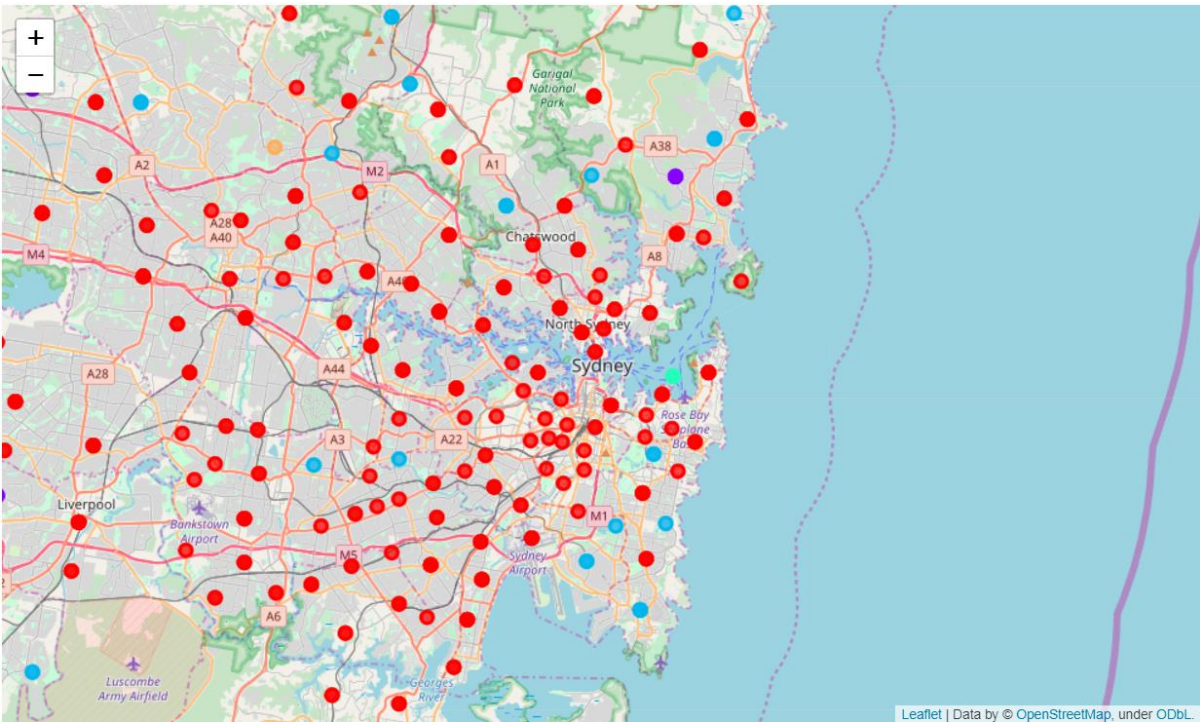 +
−
Garigal
National
Park
A2
A1
A38
M2
A28
A40
Chatswood
M4
A8
A40
North Sydney
Sydney
A44
A28
Rose Bay
Seaplane
Base
A3
A22
Liverpool
Bankstown
Airport
M1
M5
Sydney
Airport
A6
Luscombe
Army Airfield
Georges
River
Leaflet | Data by © OpenStreetMap, under ODbL